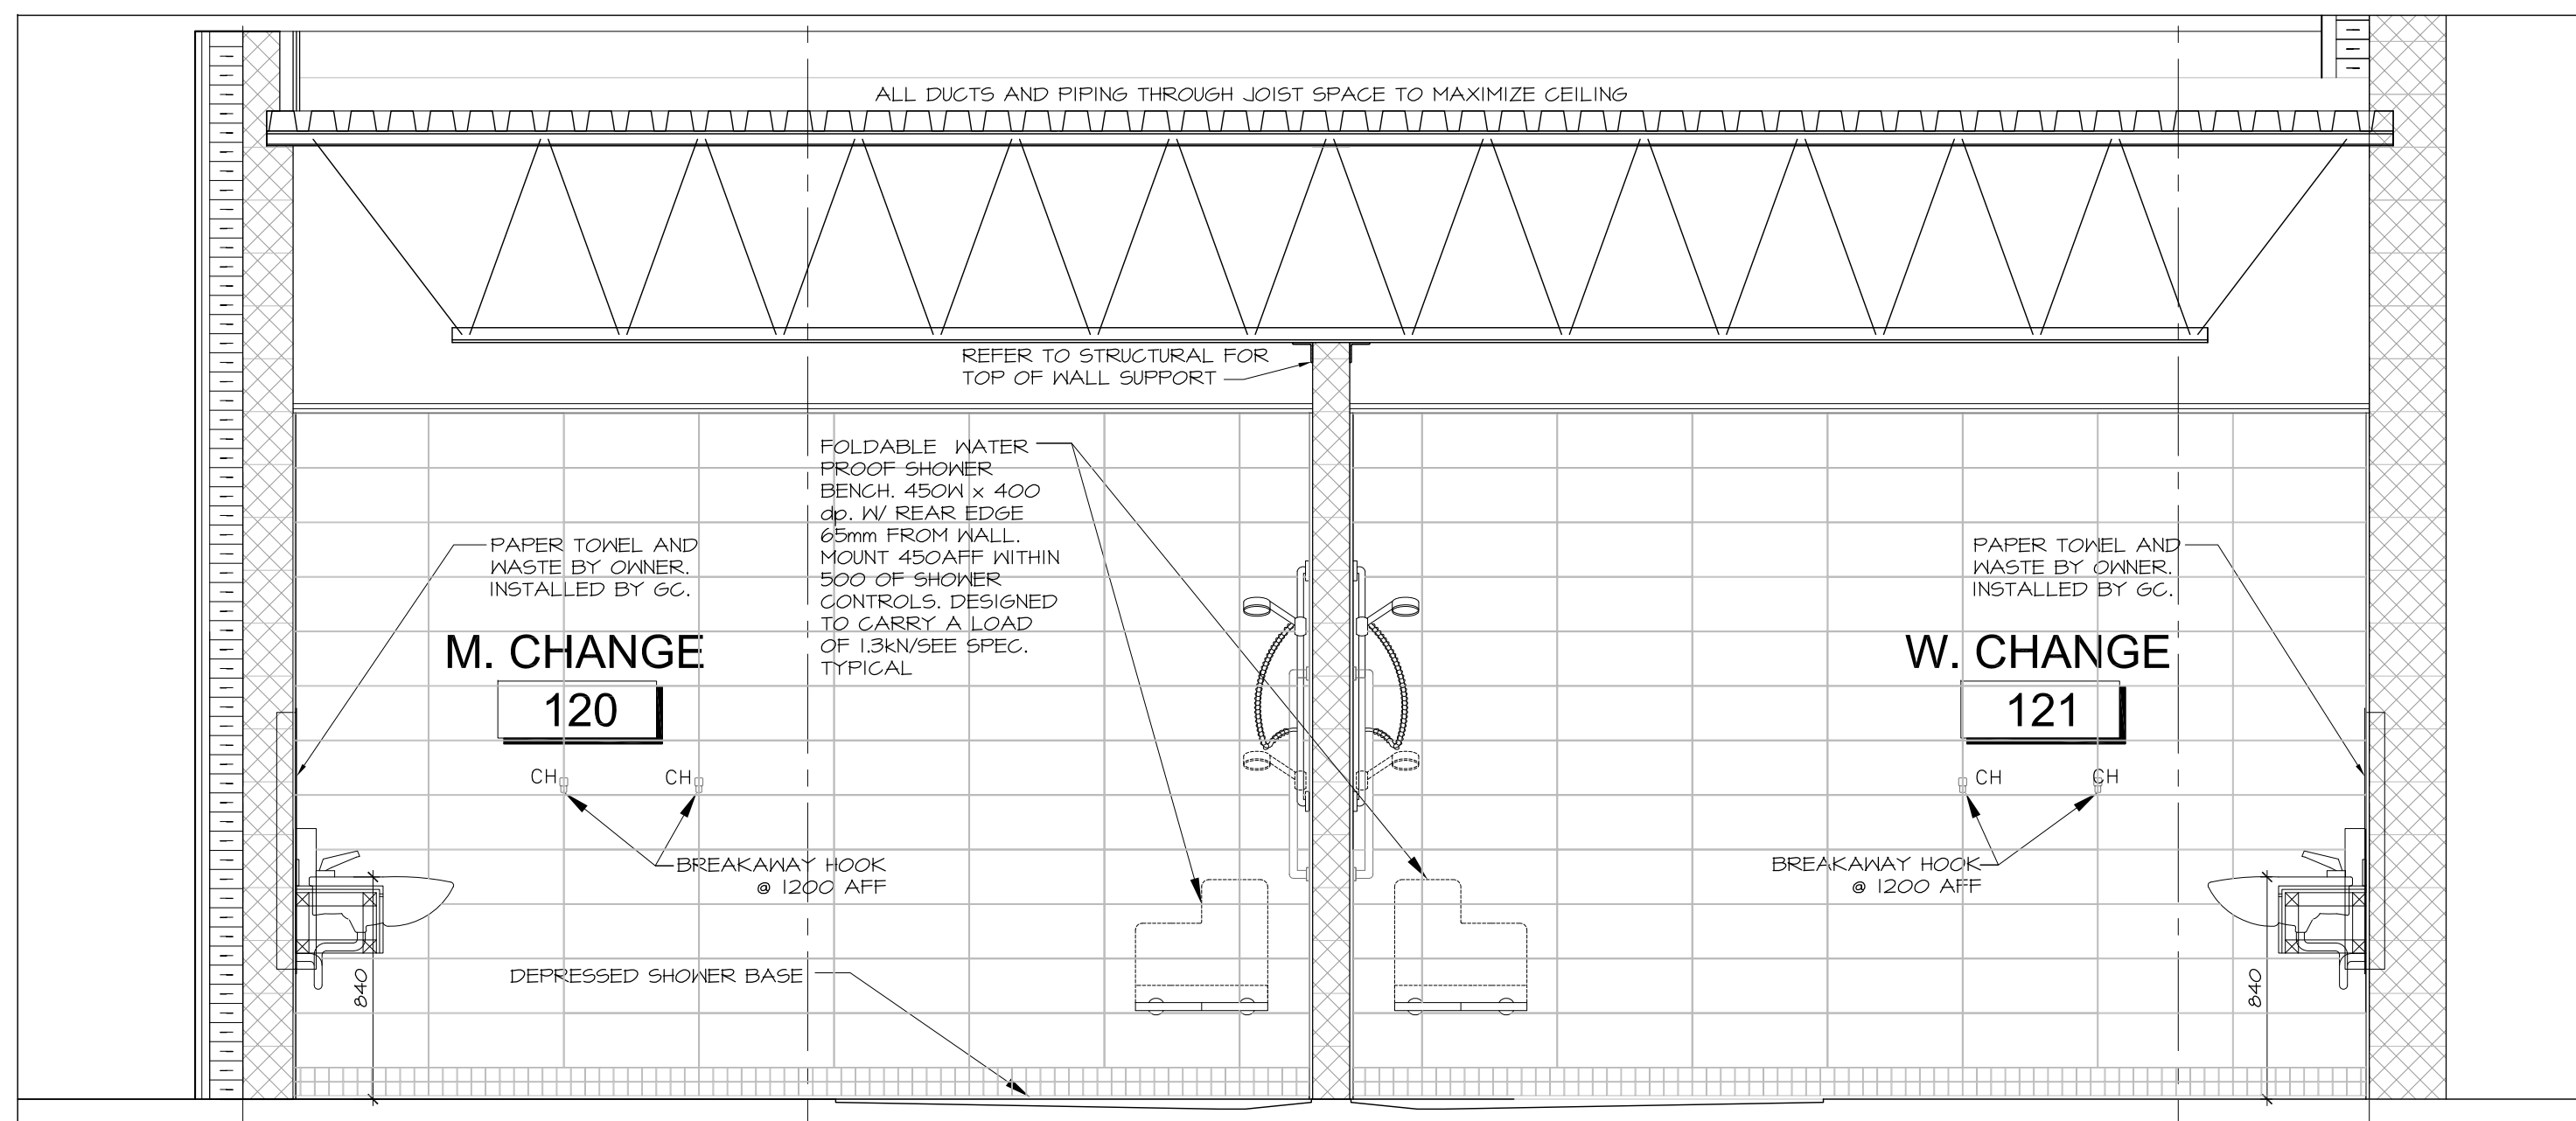 ALL DUCTS AND PIPING THROUGH JOIST SPACE TO MAXIMIZE CEILING
REFER TO STRUCTURAL FOR
TOP OF WALL SUPPORT
FOLDABLE WATER
PROOF SHOWER
BENCH. 450W x 400
dp. W/ REAR EDGE
65mm FROM WALL.
MOUNT 450AFF WITHIN
500 OF SHOWER
CONTROLS. DESIGNED
TO CARRY A LOAD
OF 1.3kN/SEE SPEC.
TYPICAL
PAPER TOWEL AND
WASTE BY OWNER.
INSTALLED BY GC.
PAPER TOWEL AND
WASTE BY OWNER.
INSTALLED BY GC.
M. CHANGE
120
W. CHANGE
121
CH
CH
CH
CH
BREAKAWAY HOOK
@ 1200 AFF
BREAKAWAY HOOK
@ 1200 AFF
DEPRESSED SHOWER BASE
840
840